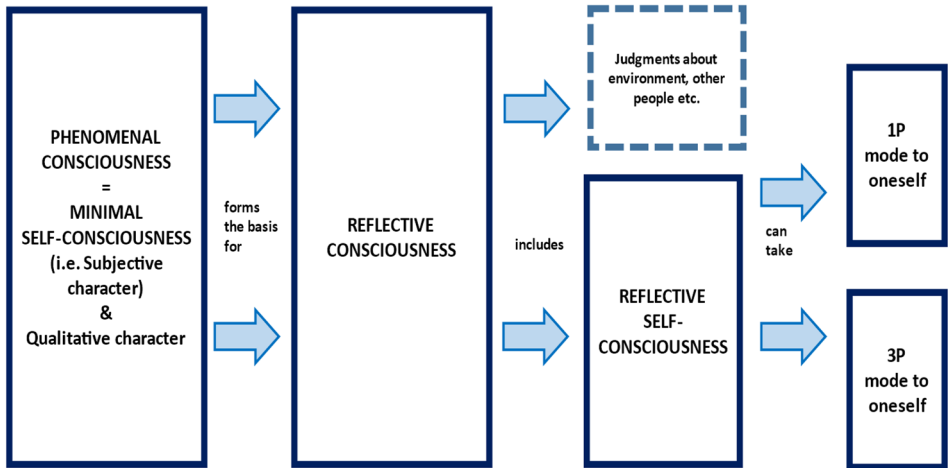 PHENOMENAL
CONSCIOUSNESS
=
MINIMAL
SELF-CONSCIOUSNESS
(i.e. Subjective
character)
&
Qualitative character
forms
the basis
for
REFLECTIVE
CONSCIOUSNESS
includes
Judgments about
environment, other
people etc.
REFLECTIVE
SELF-
CONSCIOUSNESS
can
take
1P
mode to
oneself
3P
mode to
oneself